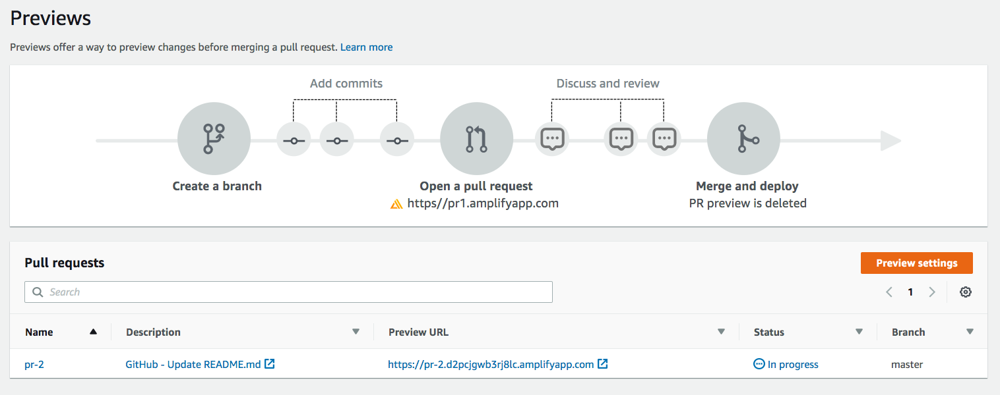 Previews
Previews offer a way to preview changes before merging a pull request. Learn more
Add commits
Discuss and review
Create a branch
Open a pull request
https//pr1.amplifyapp.com
Merge and deploy
PR preview is deleted
Pull requests
Preview settings
Search
1
Name Description Preview URL Status Branch
pr-2 GitHub - Update README.md https://pr-2.d2pcjgwb3rj8lc.amplifyapp.com In progress master